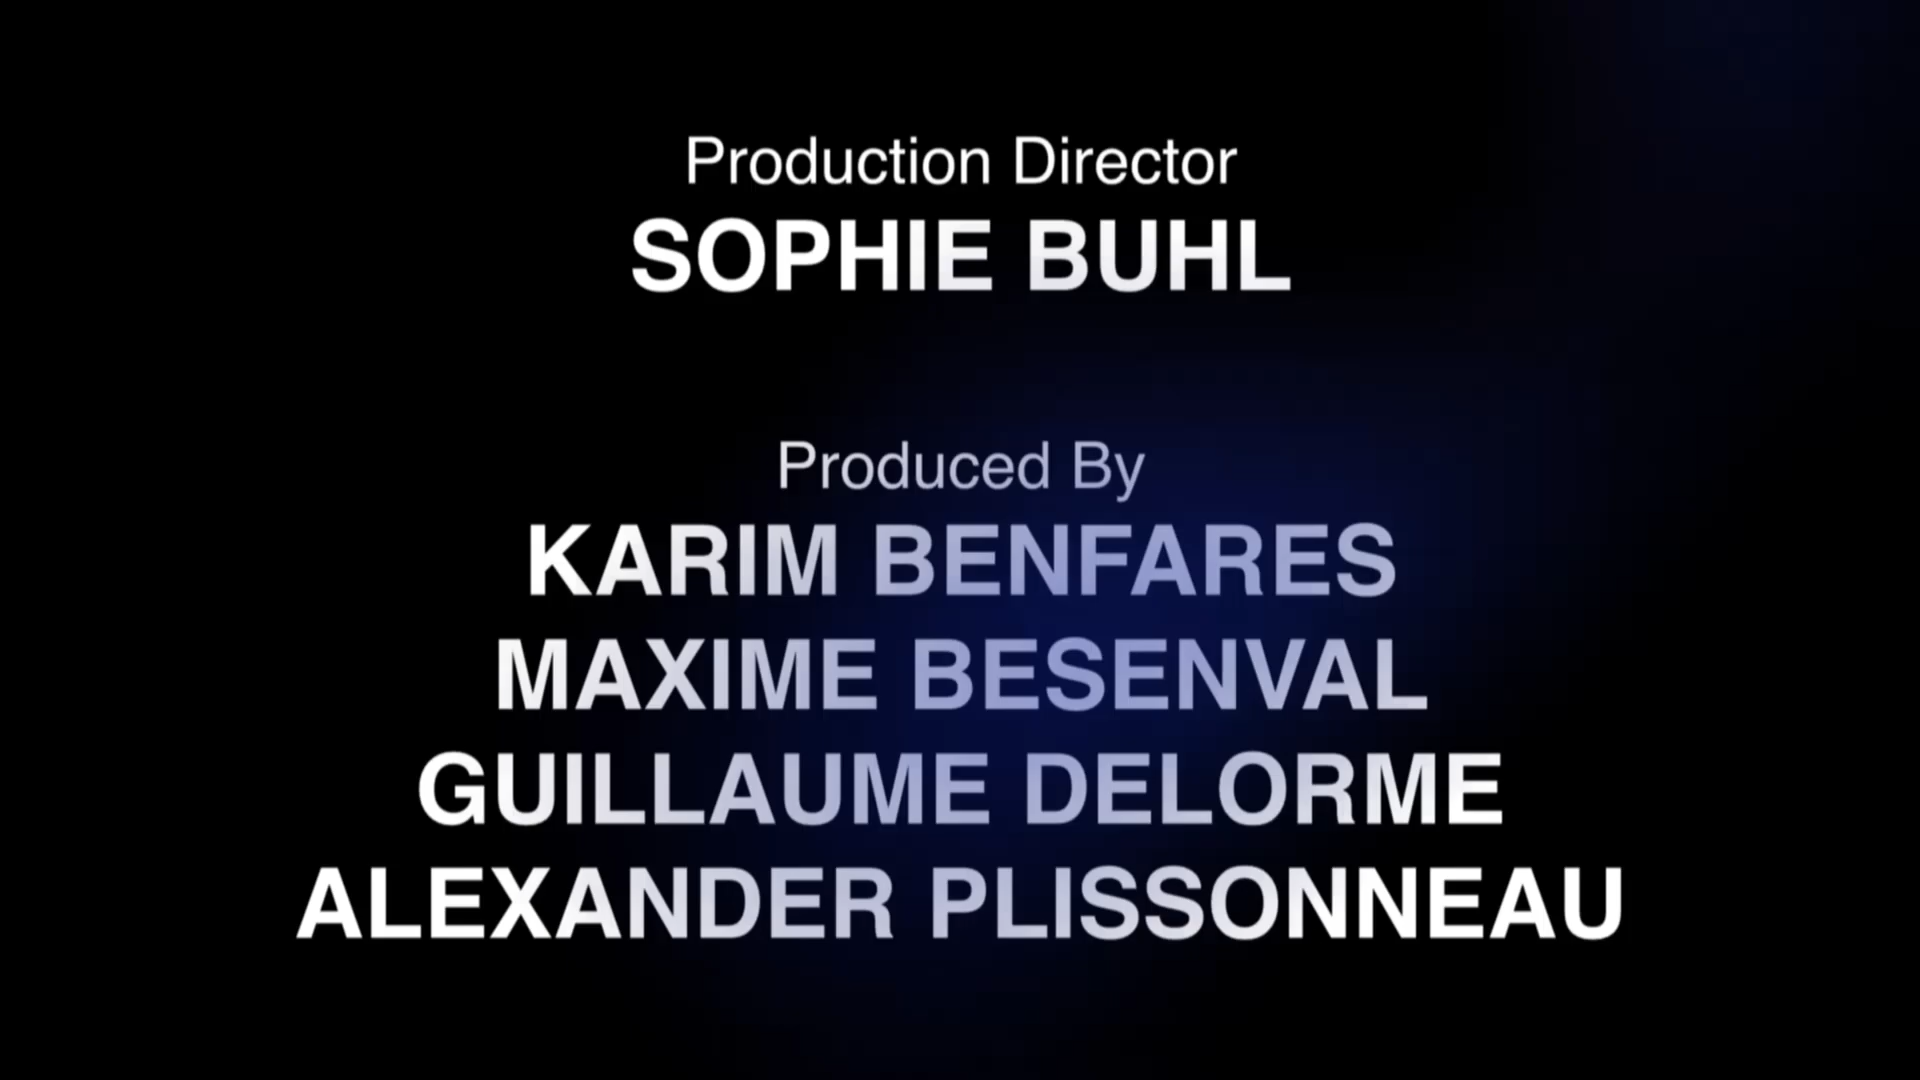 Production Director
SOPHIE BUHL
Produced By
KARIM BENFARES
MAXIME BESENVAL
GUILLAUME DELORME
ALEXANDER PLISSONNEAU